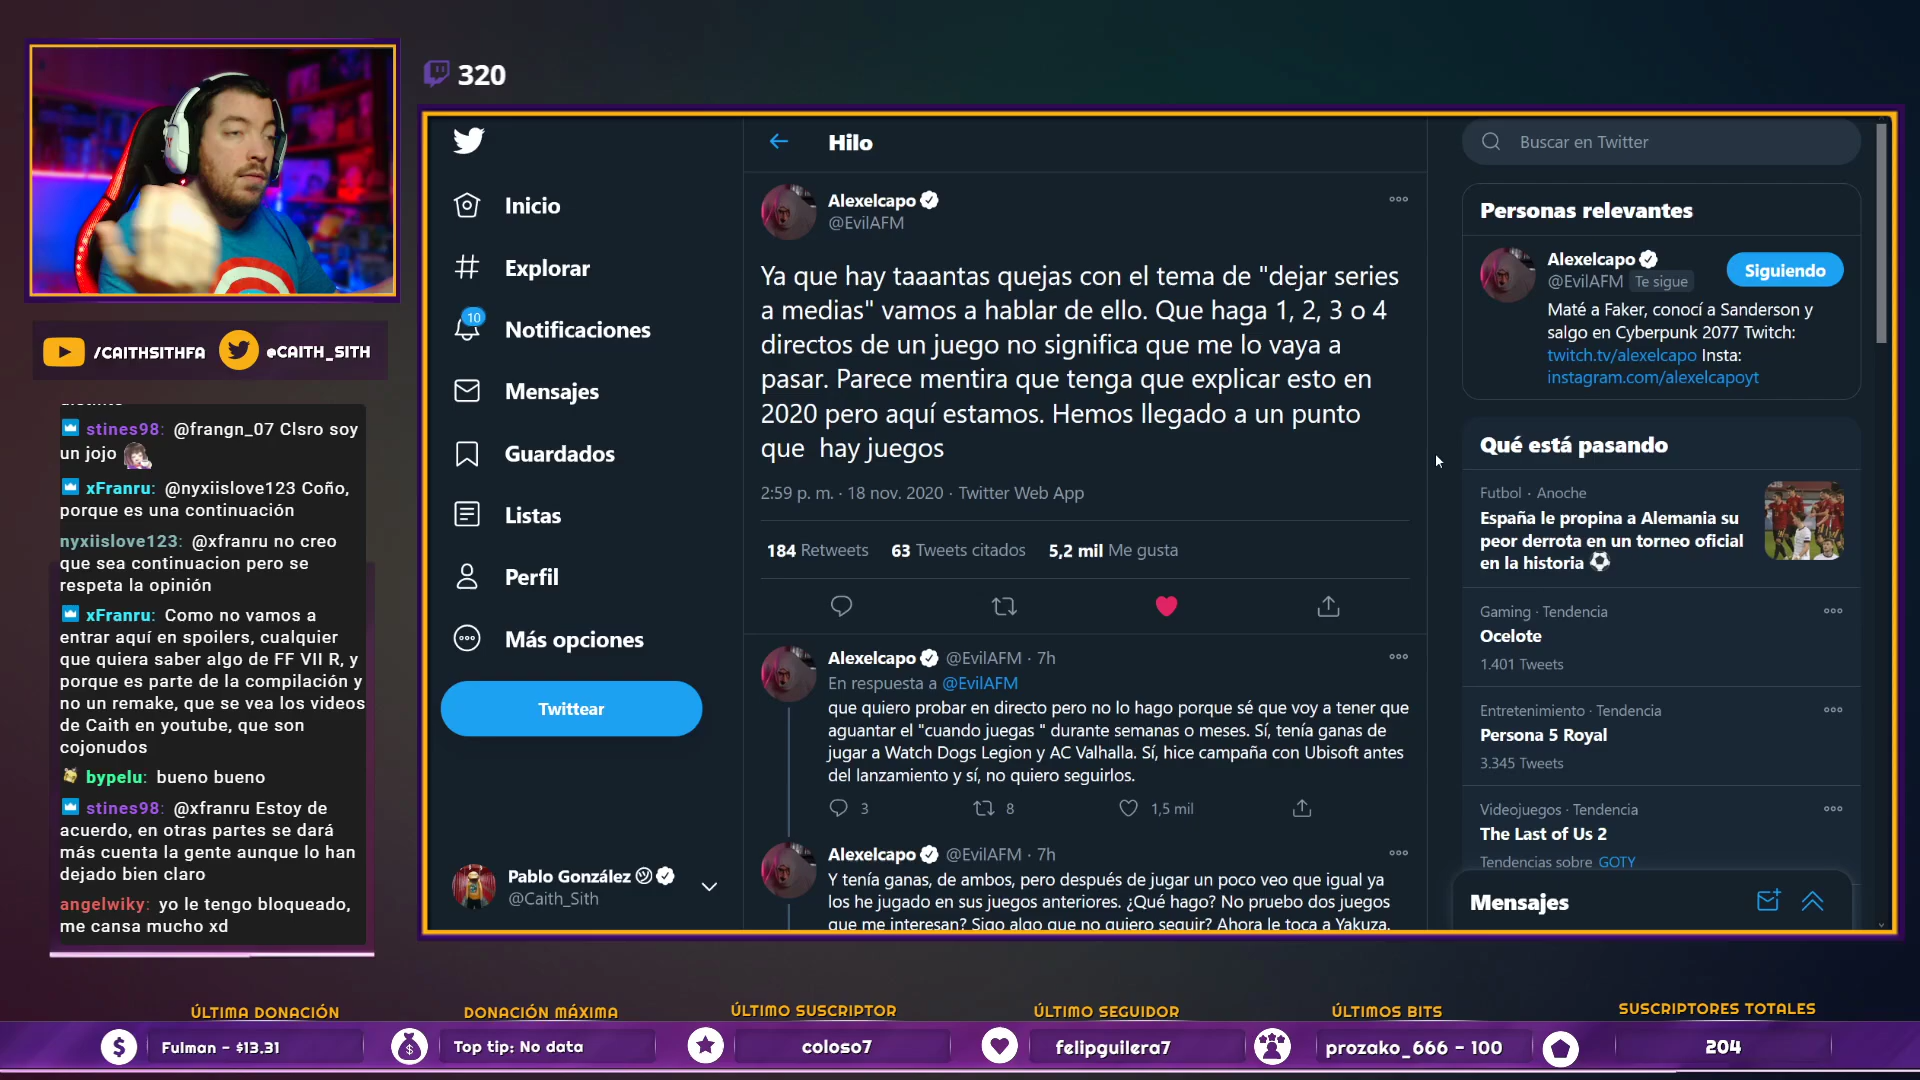 320
/CAITHSITHFA
@CAITH_SITH
stines98: @frangn_07 Clsro soy
un jojo
xFranru: @nyxiislove123 Coño,
porque es una continuación
nyxiislove123: @xfranru no creo
que sea continuacion pero se
respeta la opinión
xFranru: Como no vamos a
entrar aquí en spoilers, cualquier
que quiera saber algo de FF VII R, y
porque es parte de la compilación y
no un remake, que se vea los videos
de Caith en youtube, que son
cojonudos
bypelu: bueno bueno
stines98: @xfranru Estoy de
acuerdo, en otras partes se dará
más cuenta la gente aunque lo han
dejado bien claro
angelwiky: yo le tengo bloqueado,
me cansa mucho xd
Inicio
Explorar
10
Notificaciones
Mensajes
Guardados
Listas
Perfil
Más opciones
Twittear
Pablo González
@Caith_Sith
Hilo
Alexelcapo
@EvilAFM
Ya que hay taaantas quejas con el tema de "dejar series
a medias" vamos a hablar de ello. Que haga 1, 2, 3 o 4
directos de un juego no significa que me lo vaya a
pasar. Parece mentira que tenga que explicar esto en
2020 pero aquí estamos. Hemos llegado a un punto
que hay juegos
2:59 p. m. · 18 nov. 2020 · Twitter Web App
184 Retweets 63 Tweets citados 5,2 mil Me gusta
Alexelcapo @EvilAFM · 7h
En respuesta a @EvilAFM
que quiero probar en directo pero no lo hago porque sé que voy a tener que
aguantar el "cuando juegas " durante semanas o meses. Sí, tenía ganas de
jugar a Watch Dogs Legion y AC Valhalla. Sí, hice campaña con Ubisoft antes
del lanzamiento y sí, no quiero seguirlos.
3 8 1,5 mil
Alexelcapo @EvilAFM · 7h
Y tenía ganas, de ambos, pero después de jugar un poco veo que igual ya
los he jugado en sus juegos anteriores. ¿Qué hago? No pruebo dos juegos
que me interesan? Sigo algo que no quiero seguir? Ahora le toca a Yakuza.
Buscar en Twitter
Personas relevantes
Alexelcapo
@EvilAFM Te sigue
Siguiendo
Maté a Faker, conocí a Sanderson y
salgo en Cyberpunk 2077 Twitch:
twitch.tv/alexelcapo Insta:
instagram.com/alexelcapoyt
Qué está pasando
Futbol · Anoche
España le propina a Alemania su
peor derrota en un torneo oficial
en la historia
Gaming · Tendencia
Ocelote
1.401 Tweets
Entretenimiento · Tendencia
Persona 5 Royal
3.345 Tweets
Videojuegos · Tendencia
The Last of Us 2
Tendencias sobre GOTY
Mensajes
ÚLTIMA DONACIÓN
Fulman - $13.31
DONACIÓN MÁXIMA
Top tip: No data
ÚLTIMO SUSCRIPTOR
coloso7
ÚLTIMO SEGUIDOR
felipguilera7
ÚLTIMOS BITS
prozako_666 - 100
SUSCRIPTORES TOTALES
204